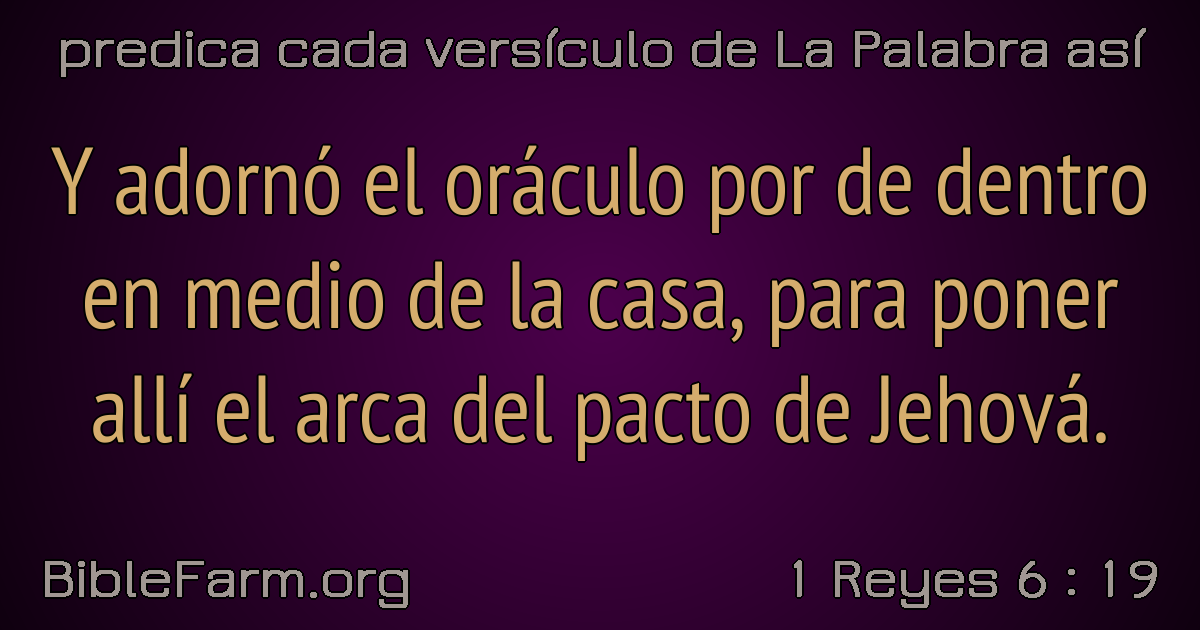 predica cada versículo de La Palabra así
Y adornó el oráculo por de dentro
en medio de la casa, para poner
allí el arca del pacto de Jehová.
BibleFarm.org
1 Reyes 6 : 19